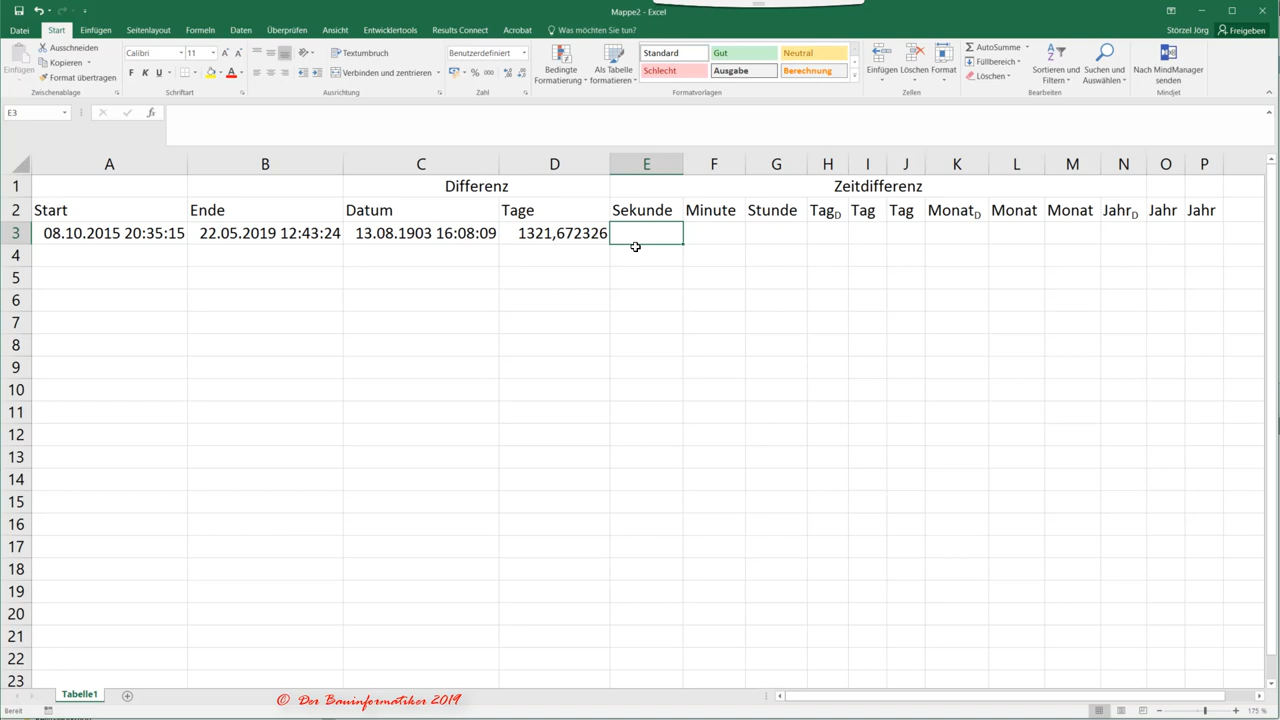 Mappe2 - Excel
Störzel Jörg
Freigeben
Datei Start Einfügen Seitenlayout Formeln Daten Überprüfen Ansicht Entwicklertools Results Connect Acrobat Was möchten Sie tun?
Einfügen
Ausschneiden
Kopieren
Format übertragen
Zwischenablage
Calibri 11
F K U
Schriftart
Textumbruch
Verbinden und zentrieren
Ausrichtung
Benutzerdefiniert
% 000
Zahl
Bedingte Formatierung
Als Tabelle formatieren
Standard Gut Neutral
Schlecht Ausgabe Berechnung
Formatvorlagen
Einfügen Löschen Format
Zellen
AutoSumme
Füllbereich
Löschen
Sortieren und Filtern
Suchen und Auswählen
Bearbeiten
Nach MindManager senden
Mindjet
E3 fx
A B C D E F G H I J K L M N O P
1 Differenz Zeitdifferenz
2 Start Ende Datum Tage Sekunde Minute Stunde TagD Tag Tag MonatD Monat Monat JahrD Jahr Jahr
3 08.10.2015 20:35:15 22.05.2019 12:43:24 13.08.1903 16:08:09 1321,672326
4
5
6
7
8
9
10
11
12
13
14
15
16
17
18
19
20
21
22
23
Tabelle1
© Der Bauinformatiker 2019
Bereit
175 %